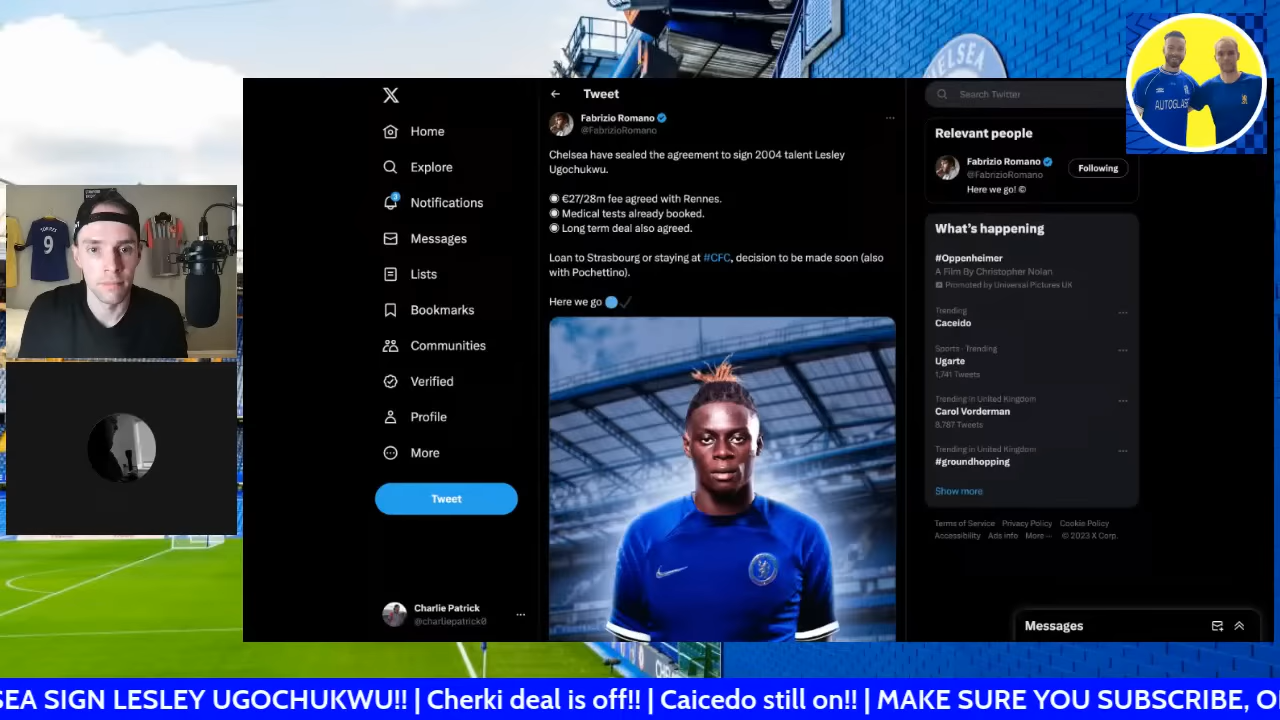 CHELSEA
AUTOGLASS
9
X
Home
Explore
3
Notifications
Messages
Lists
Bookmarks
Communities
Verified
Profile
More
Tweet
Charlie Patrick
@charliepatrick0
Tweet
Fabrizio Romano
@FabrizioRomano
Chelsea have sealed the agreement to sign 2004 talent Lesley
Ugochukwu.
◉ €27/28m fee agreed with Rennes.
◉ Medical tests already booked.
◉ Long term deal also agreed.
Loan to Strasbourg or staying at #CFC, decision to be made soon (also
with Pochettino).
Here we go 🔵✔️
Search Twitter
Relevant people
Fabrizio Romano
@FabrizioRomano
Following
Here we go! ©
What's happening
#Oppenheimer
A Film By Christopher Nolan
Promoted by Universal Pictures UK
Trending
Caceido
Sports · Trending
Ugarte
1,741 Tweets
Trending in United Kingdom
Carol Vorderman
8,787 Tweets
Trending in United Kingdom
#groundhopping
Show more
Terms of Service Privacy Policy Cookie Policy
Accessibility Ads info More··· © 2023 X Corp.
Messages
SEA SIGN LESLEY UGOCHUKWU!! | Cherki deal is off!! | Caicedo still on!! | MAKE SURE YOU SUBSCRIBE, O